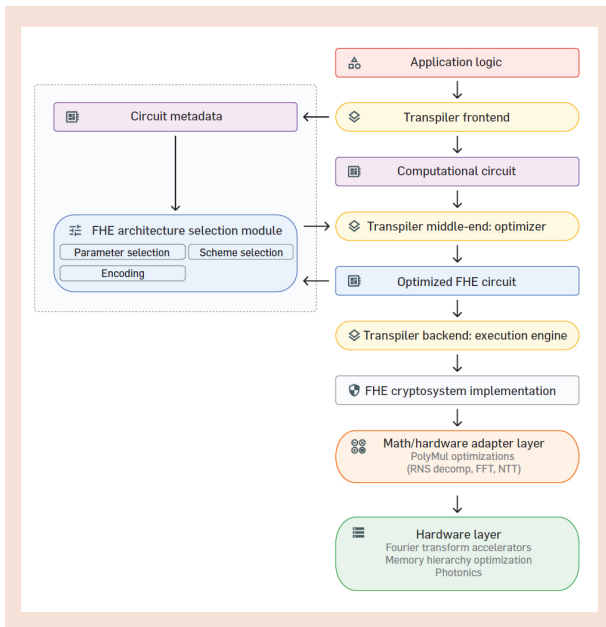 Application logic
Circuit metadata
Transpiler frontend
Computational circuit
FHE architecture selection module
Parameter selection
Scheme selection
Encoding
Transpiler middle-end: optimizer
Optimized FHE circuit
Transpiler backend: execution engine
FHE cryptosystem implementation
Math/hardware adapter layer
PolyMul optimizations
(RNS decomp, FFT, NTT)
Hardware layer
Fourier transform accelerators
Memory hierarchy optimization
Photonics